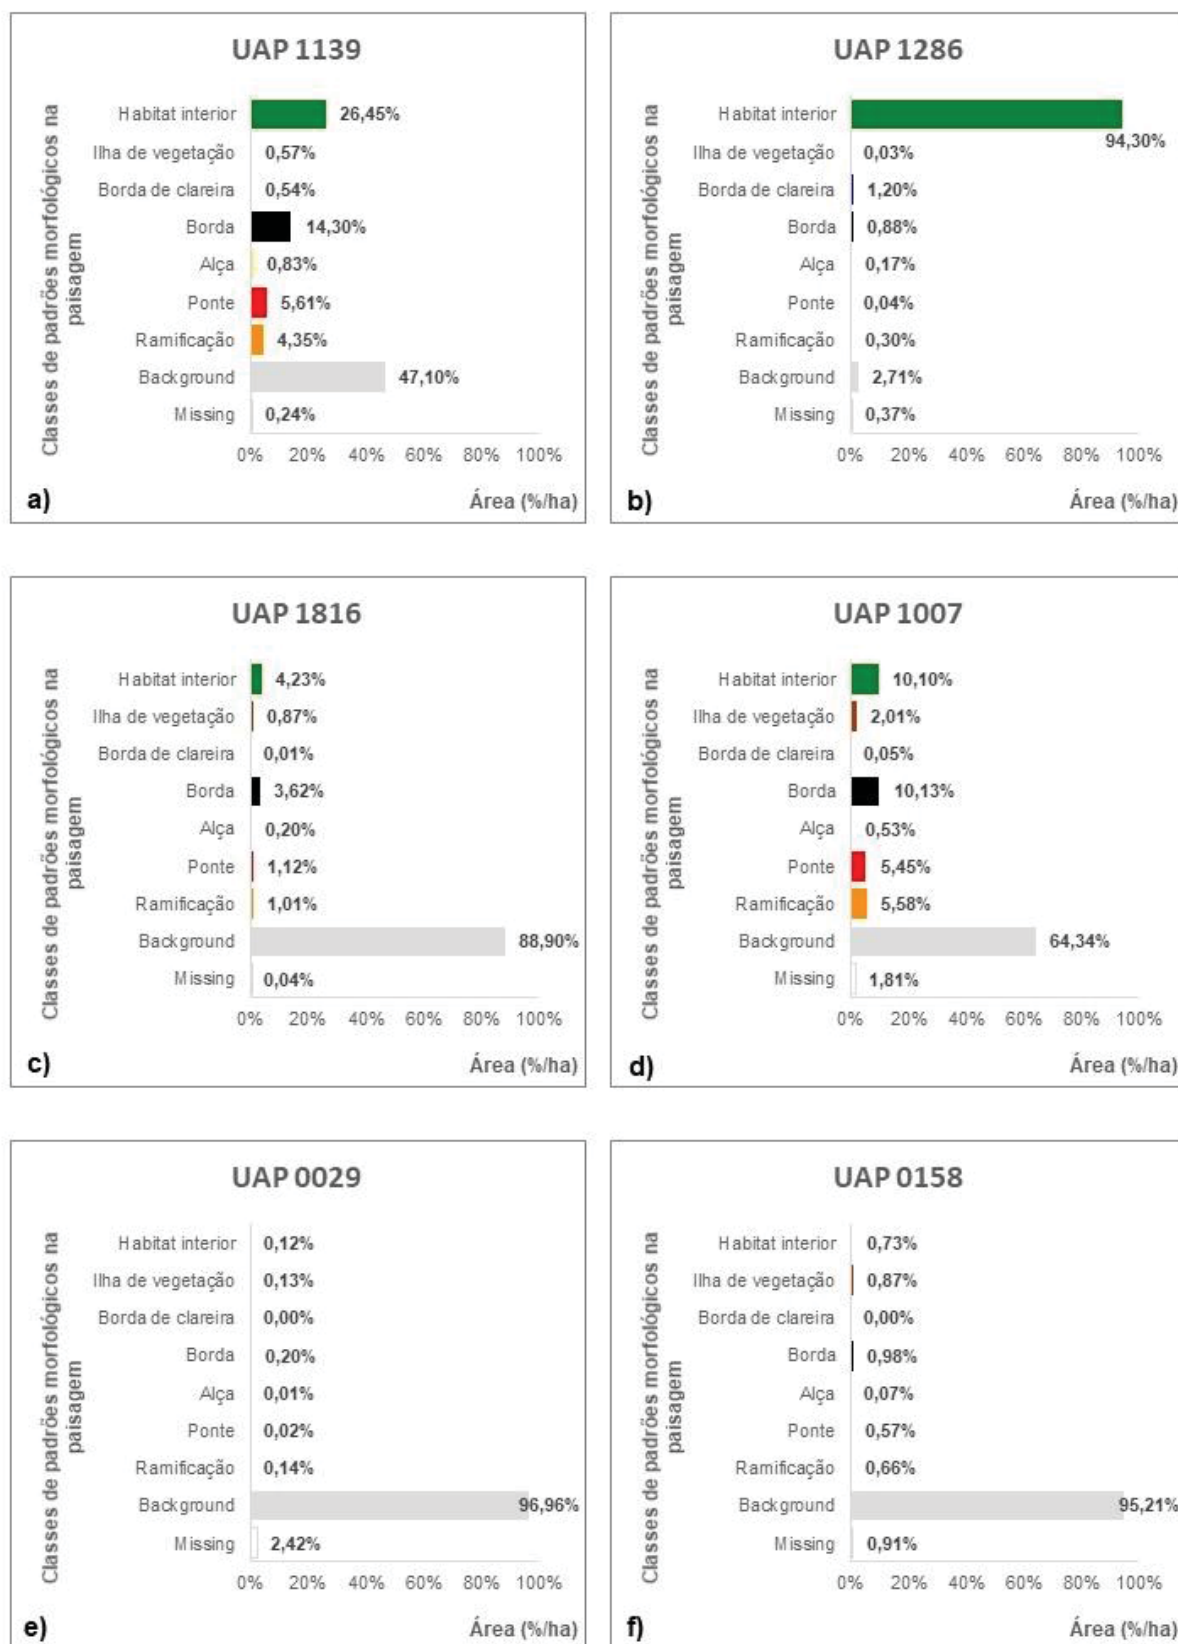 UAP 1139
Classes de padrões morfológicos na
paisagem
Habitat interior 26,45%
Ilha de vegetação 0,57%
Borda de clareira 0,54%
Borda 14,30%
Alça 0,83%
Ponte 5,61%
Ramificação 4,35%
Background 47,10%
Missing 0,24%
0% 20% 40% 60% 80% 100%
Área (%/ha)
a)
UAP 1286
Classes de padrões morfológicos na
paisagem
Habitat interior 94,30%
Ilha de vegetação 0,03%
Borda de clareira 1,20%
Borda 0,88%
Alça 0,17%
Ponte 0,04%
Ramificação 0,30%
Background 2,71%
Missing 0,37%
0% 20% 40% 60% 80% 100%
Área (%/ha)
b)
UAP 1816
Classes de padrões morfológicos na
paisagem
Habitat interior 4,23%
Ilha de vegetação 0,87%
Borda de clareira 0,01%
Borda 3,62%
Alça 0,20%
Ponte 1,12%
Ramificação 1,01%
Background 88,90%
Missing 0,04%
0% 20% 40% 60% 80% 100%
Área (%/ha)
c)
UAP 1007
Classes de padrões morfológicos na
paisagem
Habitat interior 10,10%
Ilha de vegetação 2,01%
Borda de clareira 0,05%
Borda 10,13%
Alça 0,53%
Ponte 5,45%
Ramificação 5,58%
Background 64,34%
Missing 1,81%
0% 20% 40% 60% 80% 100%
Área (%/ha)
d)
UAP 0029
Classes de padrões morfológicos na
paisagem
Habitat interior 0,12%
Ilha de vegetação 0,13%
Borda de clareira 0,00%
Borda 0,20%
Alça 0,01%
Ponte 0,02%
Ramificação 0,14%
Background 96,96%
Missing 2,42%
0% 20% 40% 60% 80% 100%
Área (%/ha)
e)
UAP 0158
Classes de padrões morfológicos na
paisagem
Habitat interior 0,73%
Ilha de vegetação 0,87%
Borda de clareira 0,00%
Borda 0,98%
Alça 0,07%
Ponte 0,57%
Ramificação 0,66%
Background 95,21%
Missing 0,91%
0% 20% 40% 60% 80% 100%
Área (%/ha)
f)